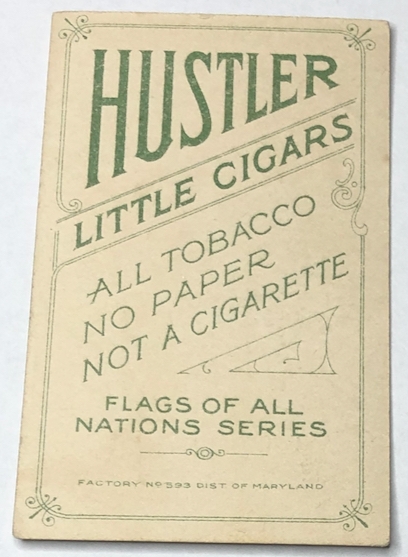 HUSTLER
LITTLE CIGARS
ALL TOBACCO
NO PAPER
NOT A CIGARETTE
FLAGS OF ALL
NATIONS SERIES
FACTORY Nº 593 DIST OF MARYLAND